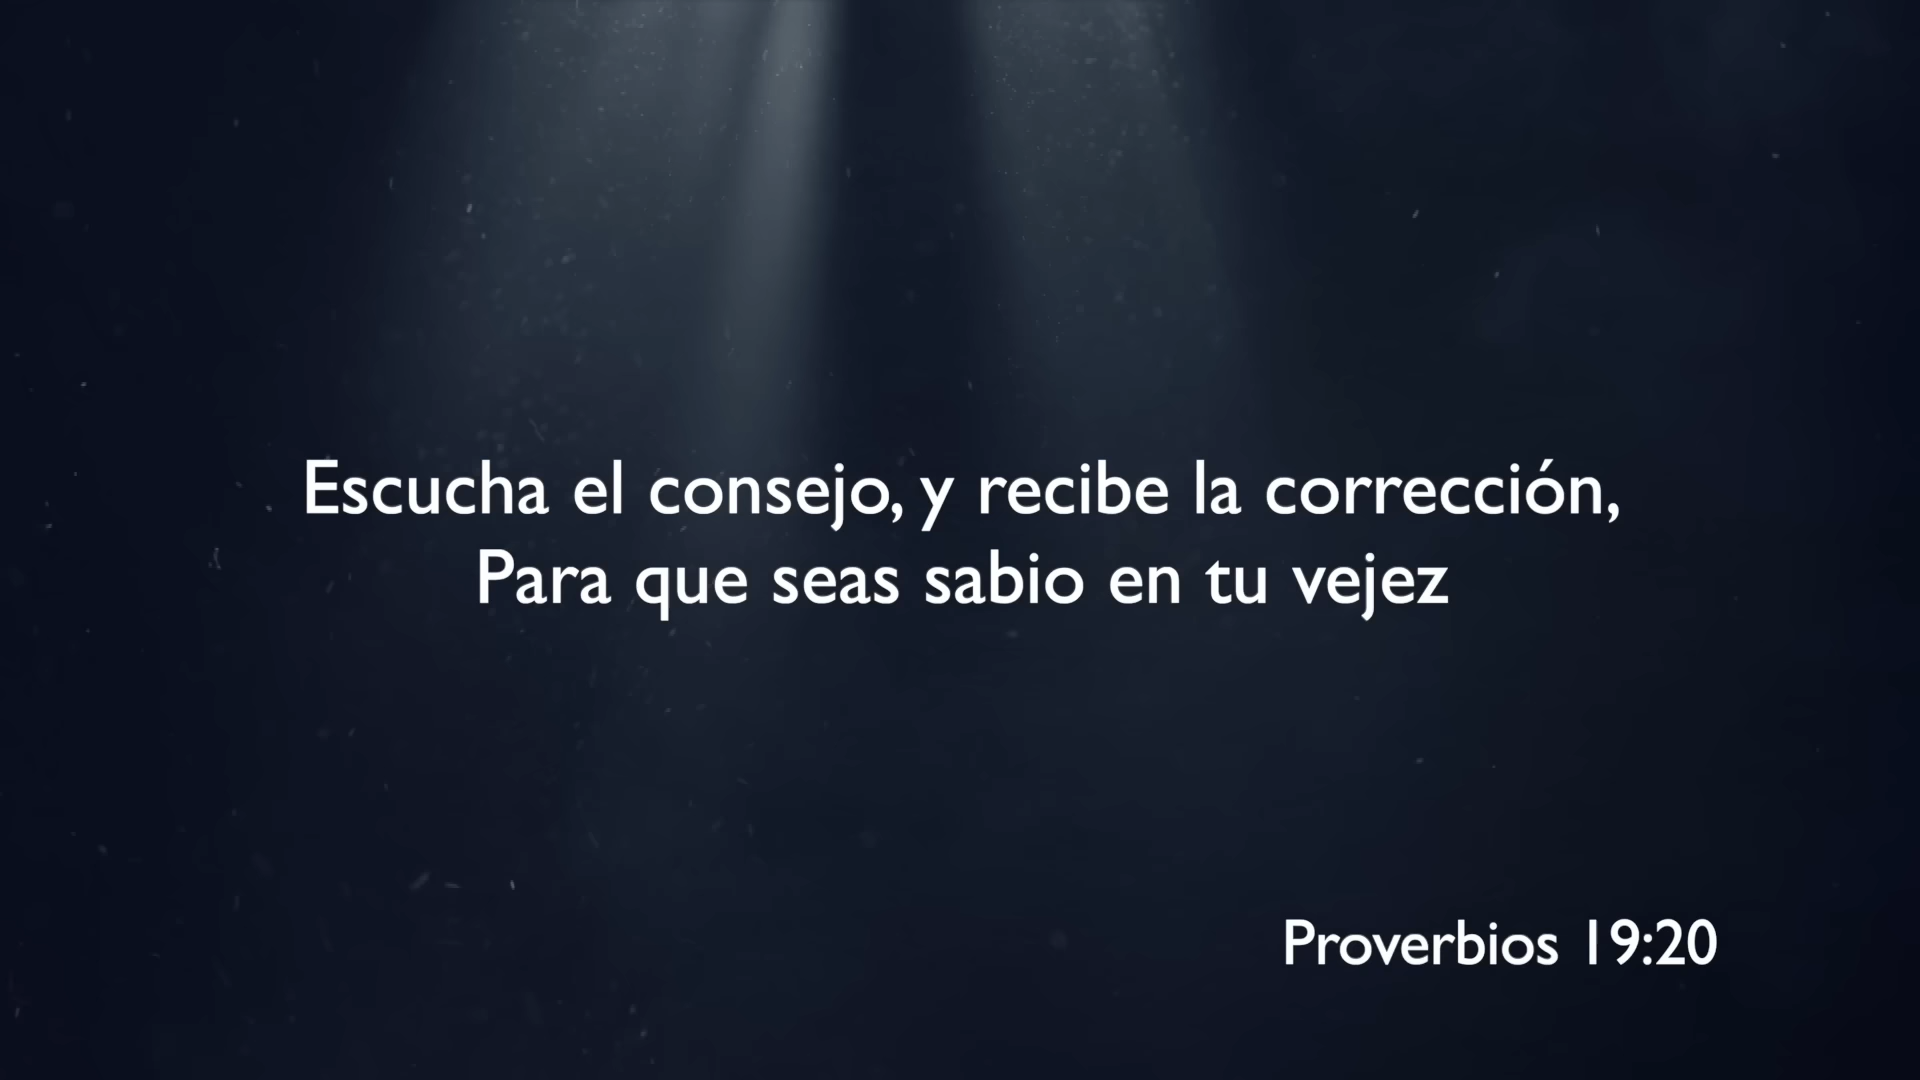 Escucha el consejo, y recibe la corrección,
Para que seas sabio en tu vejez
Proverbios 19:20